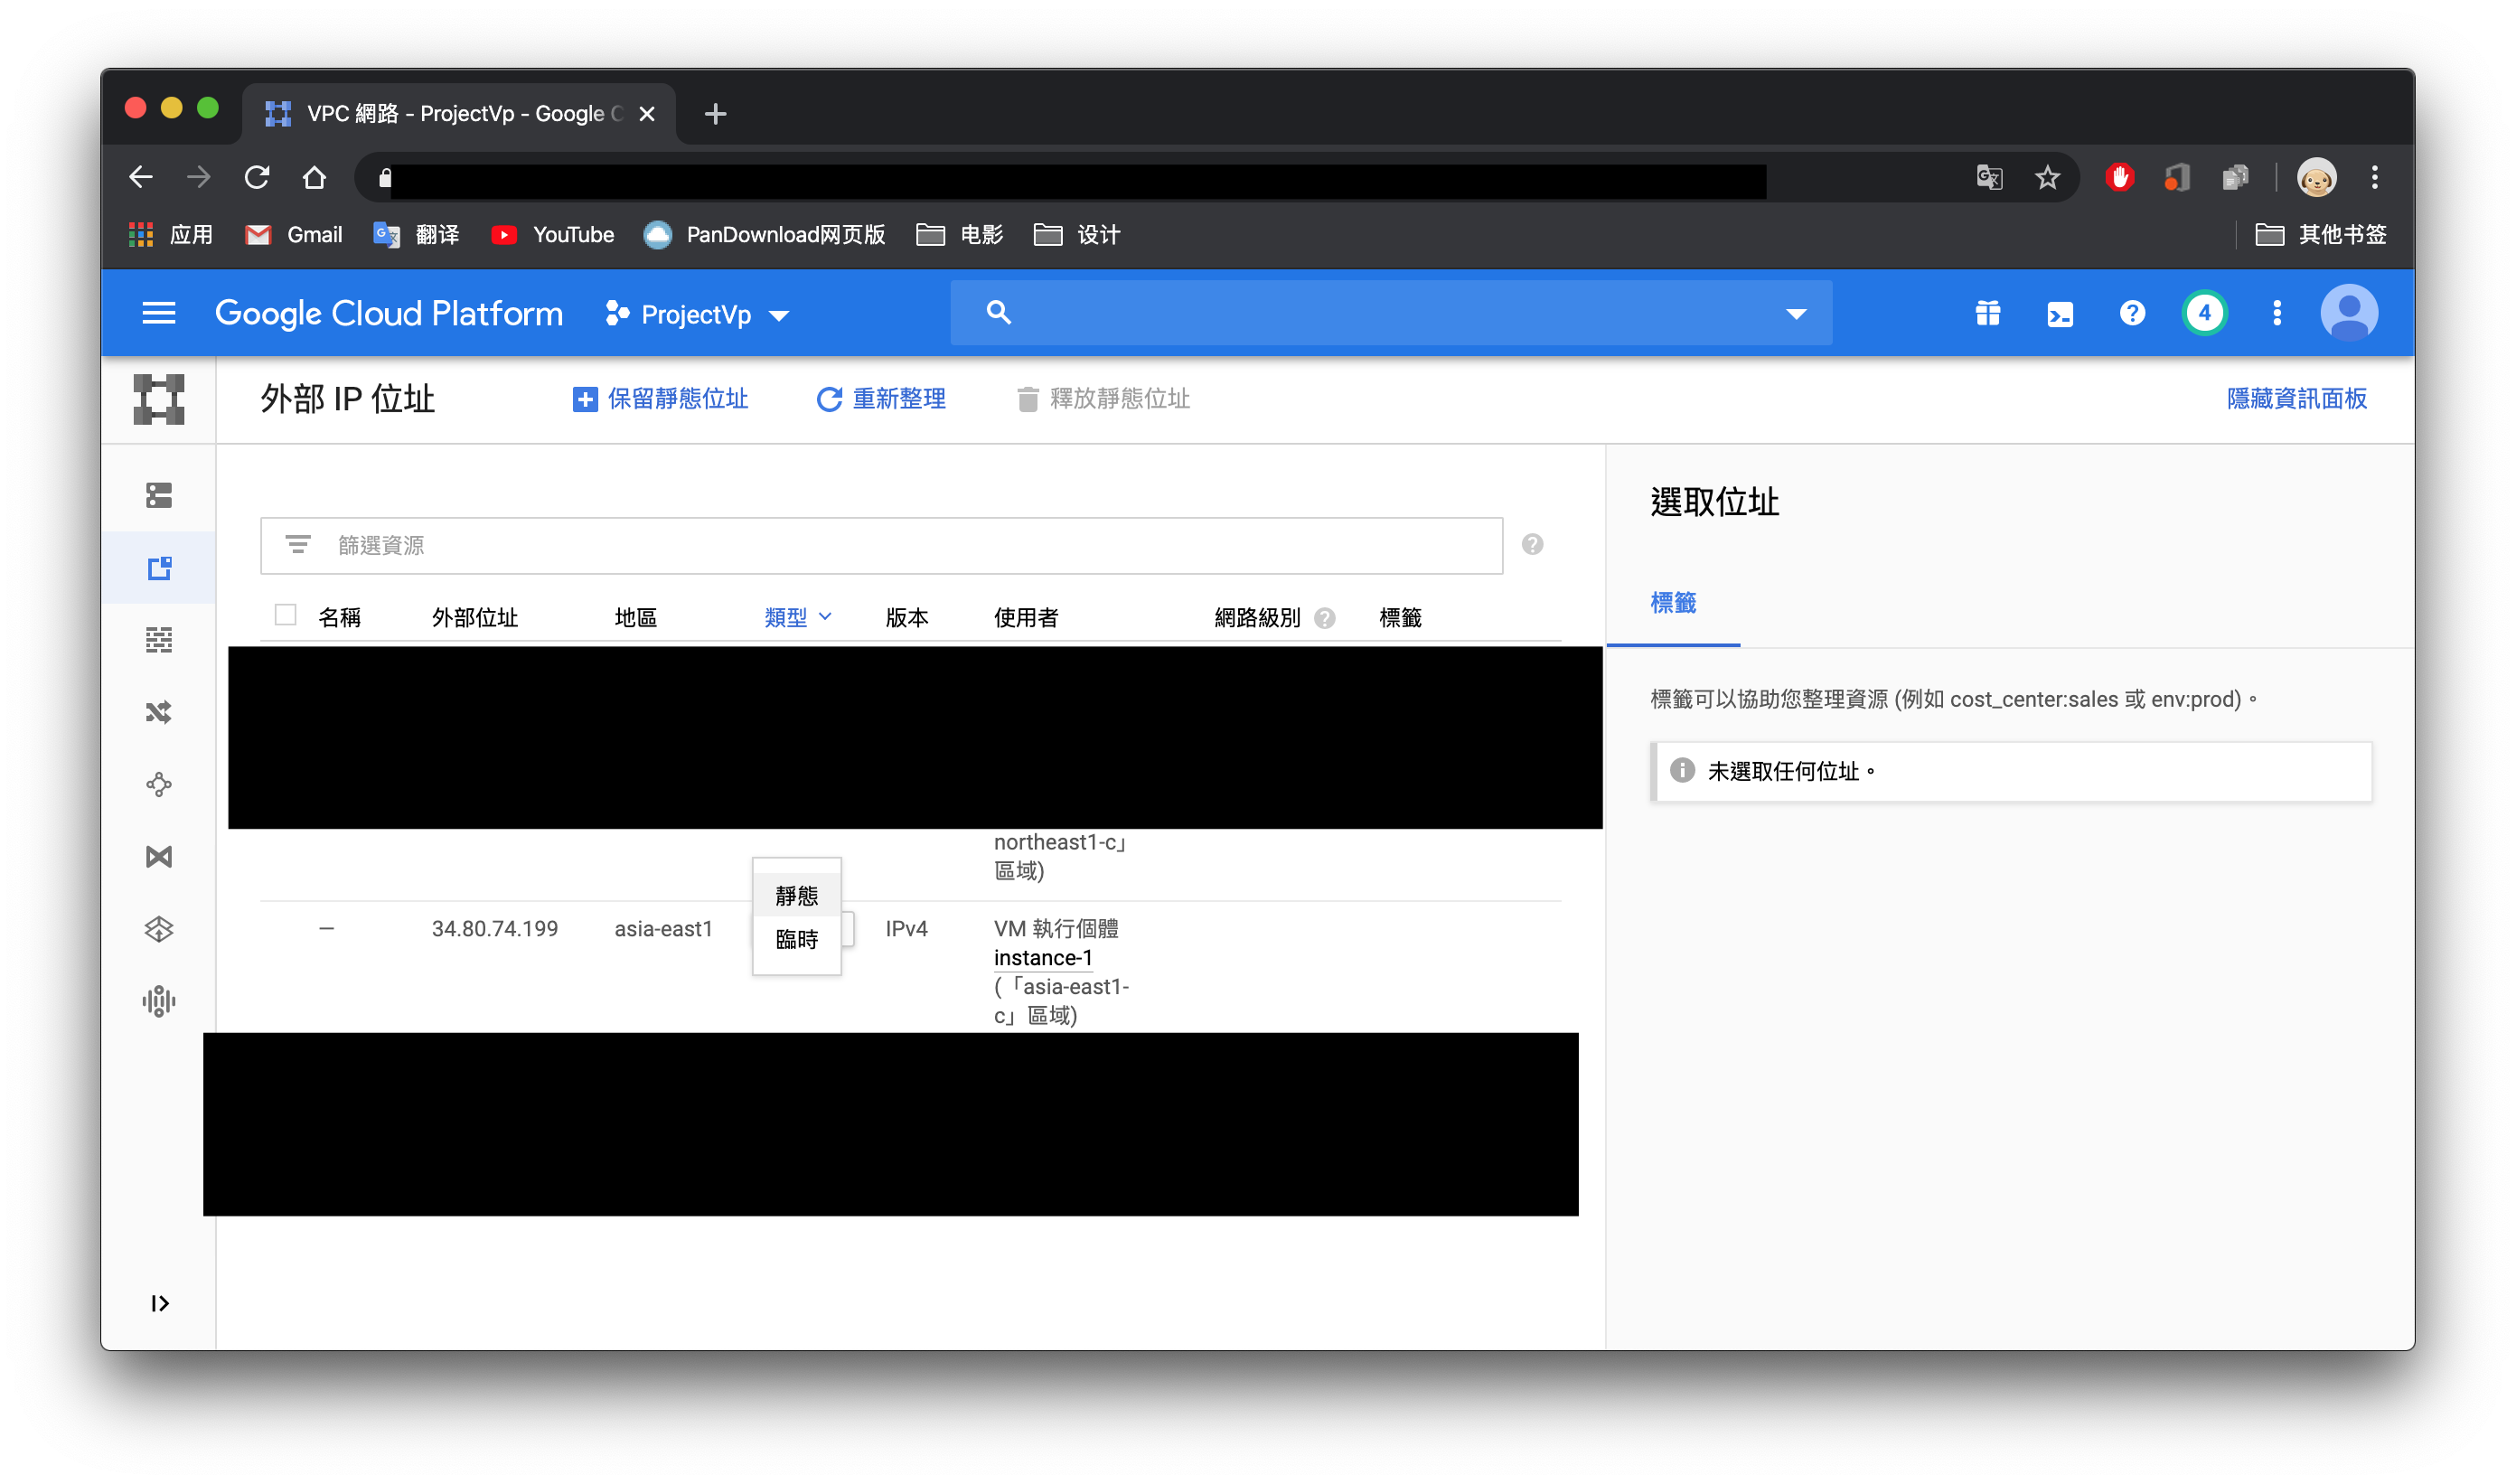 VPC 網路 - ProjectVp - Google C
应用 Gmail 翻译 YouTube PanDownload网页版 电影 设计 其他书签
Google Cloud Platform ProjectVp 4
外部 IP 位址 保留靜態位址 重新整理 釋放靜態位址 隱藏資訊面板
篩選資源
名稱 外部位址 地區 類型 版本 使用者 網路級別 標籤
northeast1-c」
區域)
靜態
臨時
— 34.80.74.199 asia-east1 IPv4 VM 執行個體
instance-1
(「asia-east1-
c」區域)
選取位址
標籤
標籤可以協助您整理資源 (例如 cost_center:sales 或 env:prod)。
未選取任何位址。